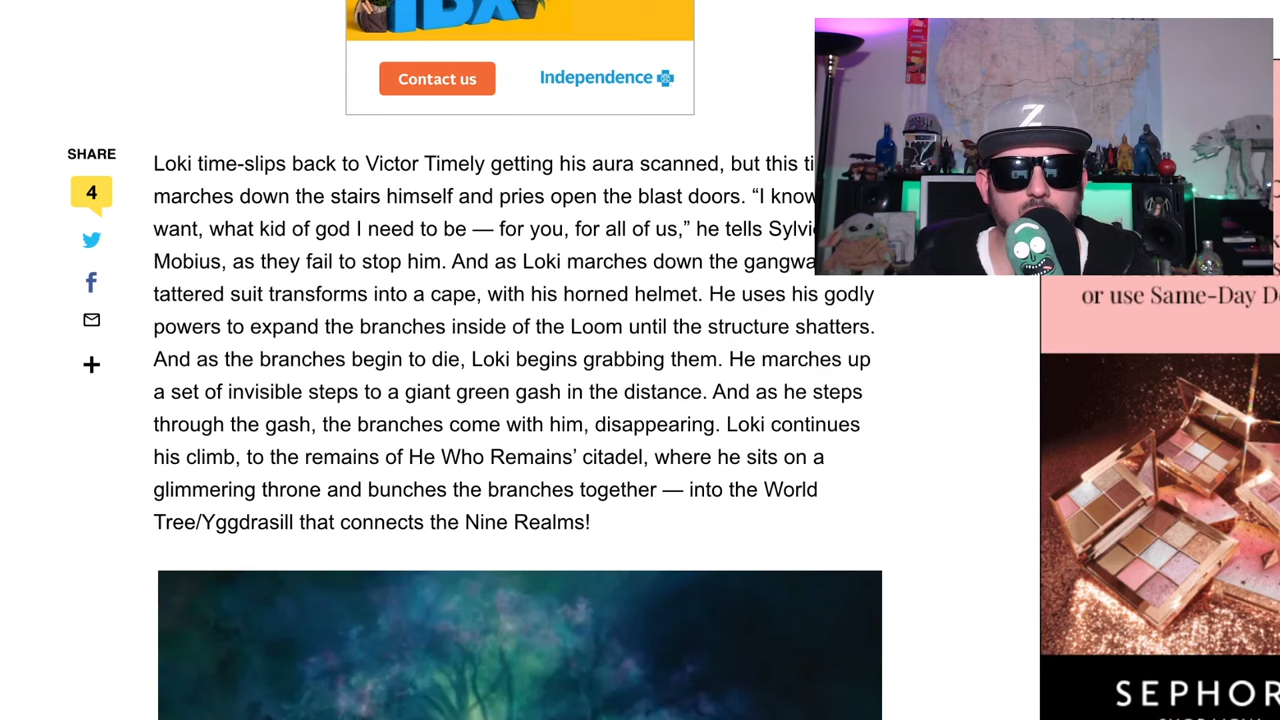 IBX
Contact us
Independence
Z
SHARE
4
Loki time-slips back to Victor Timely getting his aura scanned, but this
marches down the stairs himself and pries open the blast doors. “I know
want, what kind of god I need to be — for you, for all of us,” he tells
Mobius, as they fail to stop him. And as Loki marches down the
tattered suit transforms into a cape, with his horned helmet. He uses his godly
powers to expand the branches inside of the Loom until the structure shatters.
And as the branches begin to die, Loki begins grabbing them. He marches up
a set of invisible steps to a giant green gash in the distance. And as he steps
through the gash, the branches come with him, disappearing. Loki continues
his climb, to the remains of He Who Remains’ citadel, where he sits on a
glimmering throne and bunches the branches together — into the World
Tree/Yggdrasill that connects the Nine Realms!
or use Same-Day D
SEPHOR